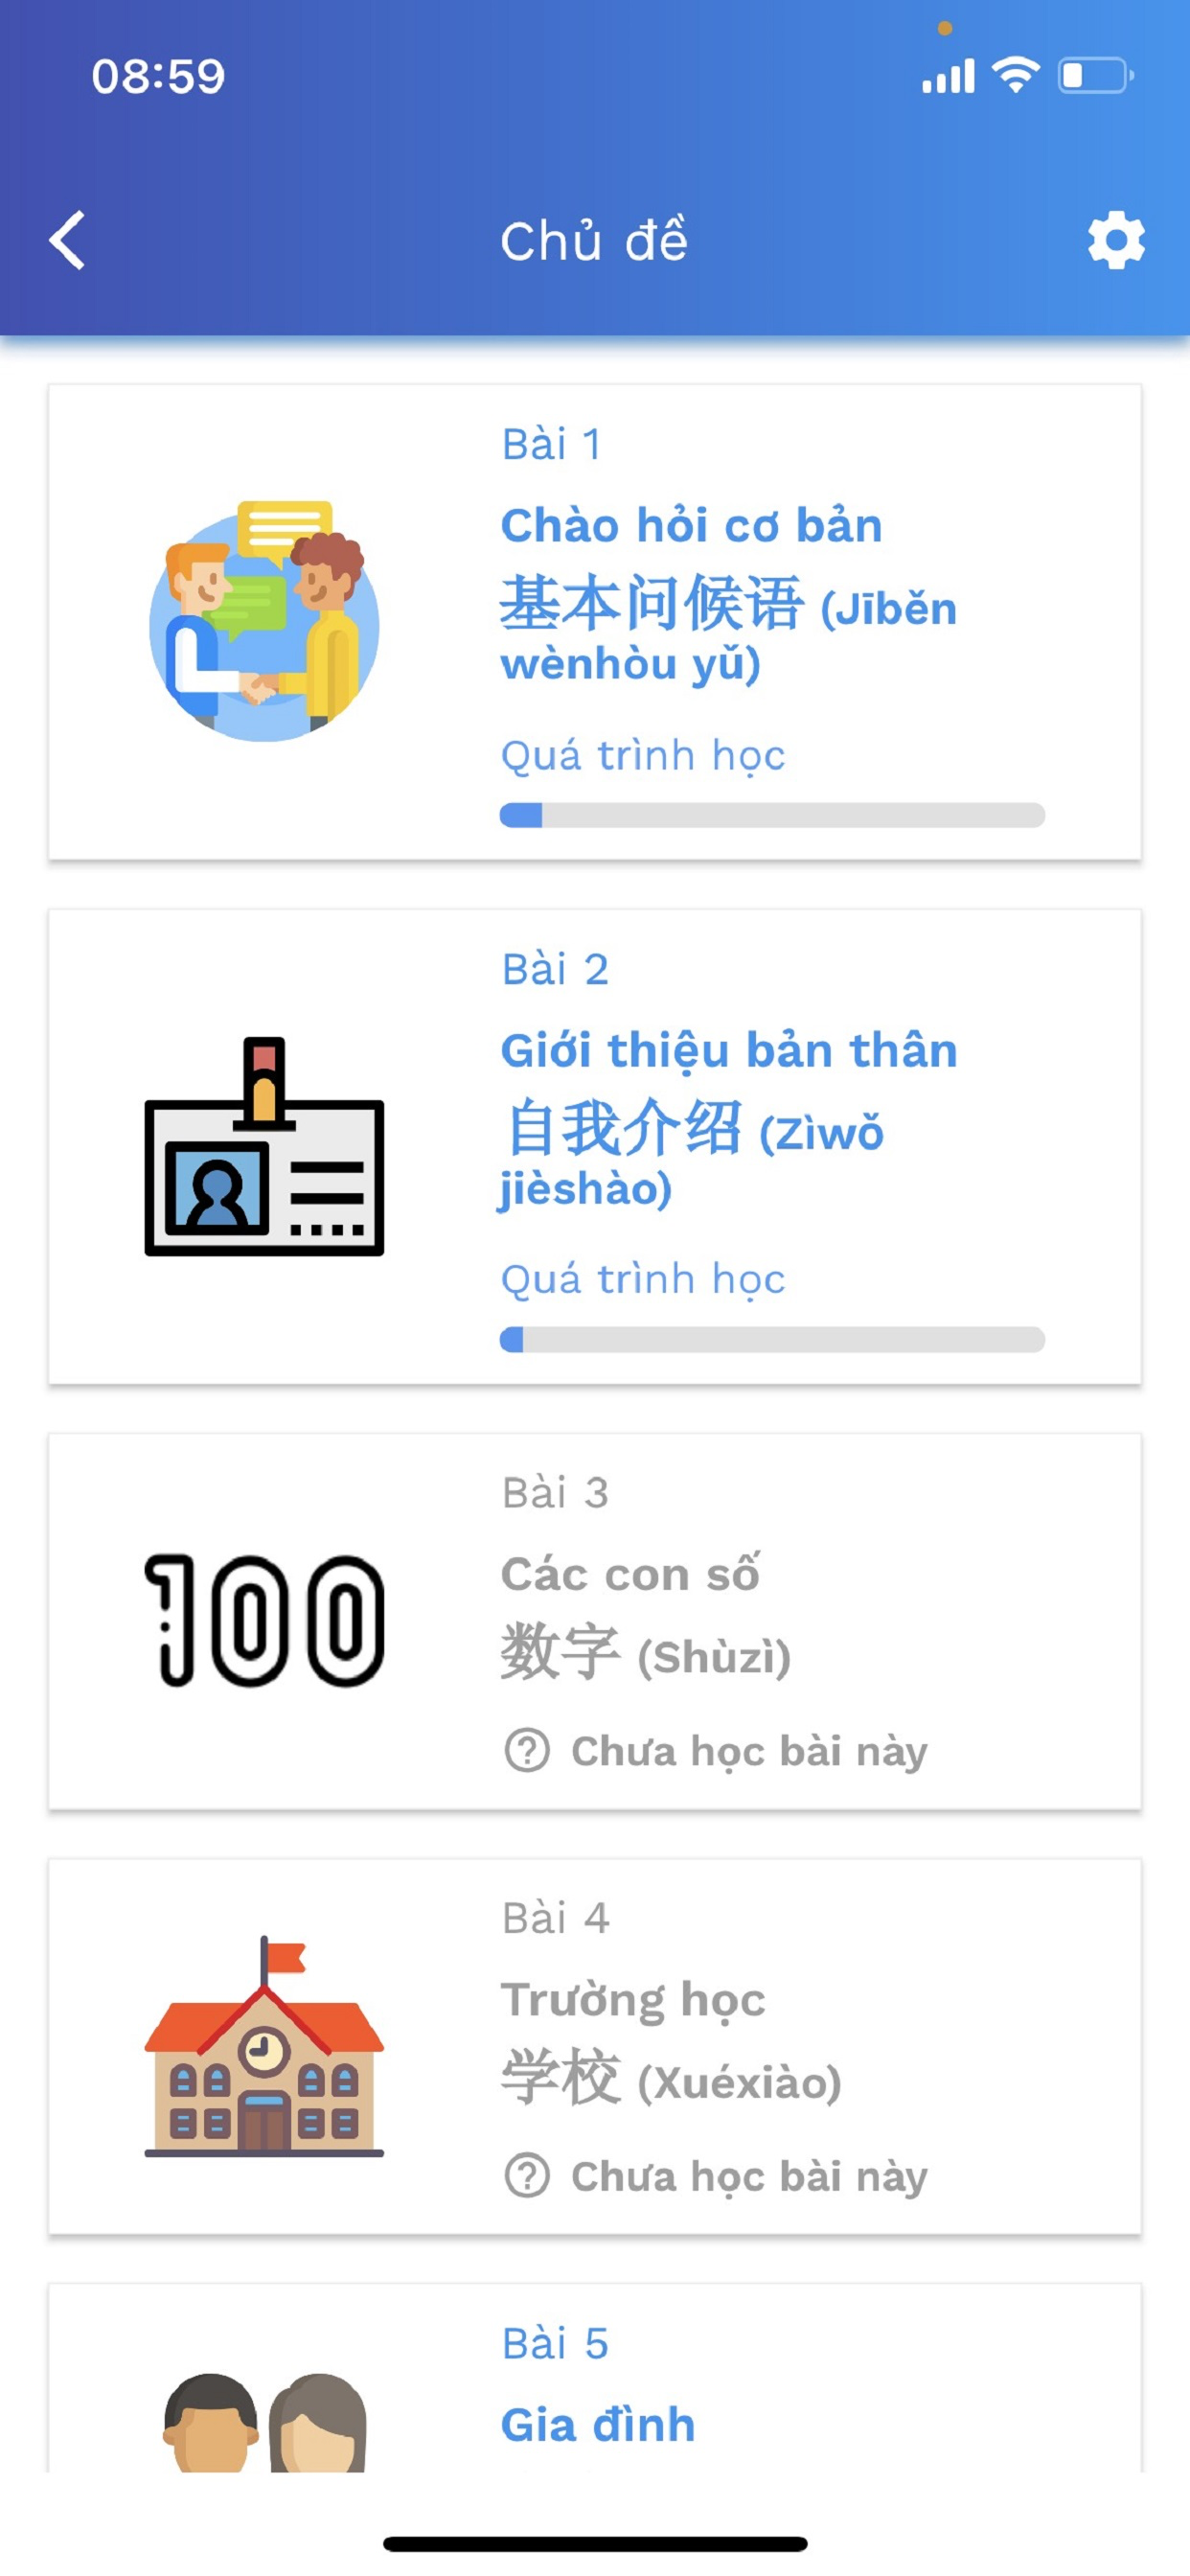 08:59
Chủ đề
Bài 1
Chào hỏi cơ bản
基本问候语 (Jīběn
wènhòu yǔ)
Quá trình học
Bài 2
Giới thiệu bản thân
自我介绍 (Zìwǒ
jièshào)
Quá trình học
100
Bài 3
Các con số
数字 (Shùzì)
Chưa học bài này
Bài 4
Trường học
学校 (Xuéxiào)
Chưa học bài này
Bài 5
Gia đình